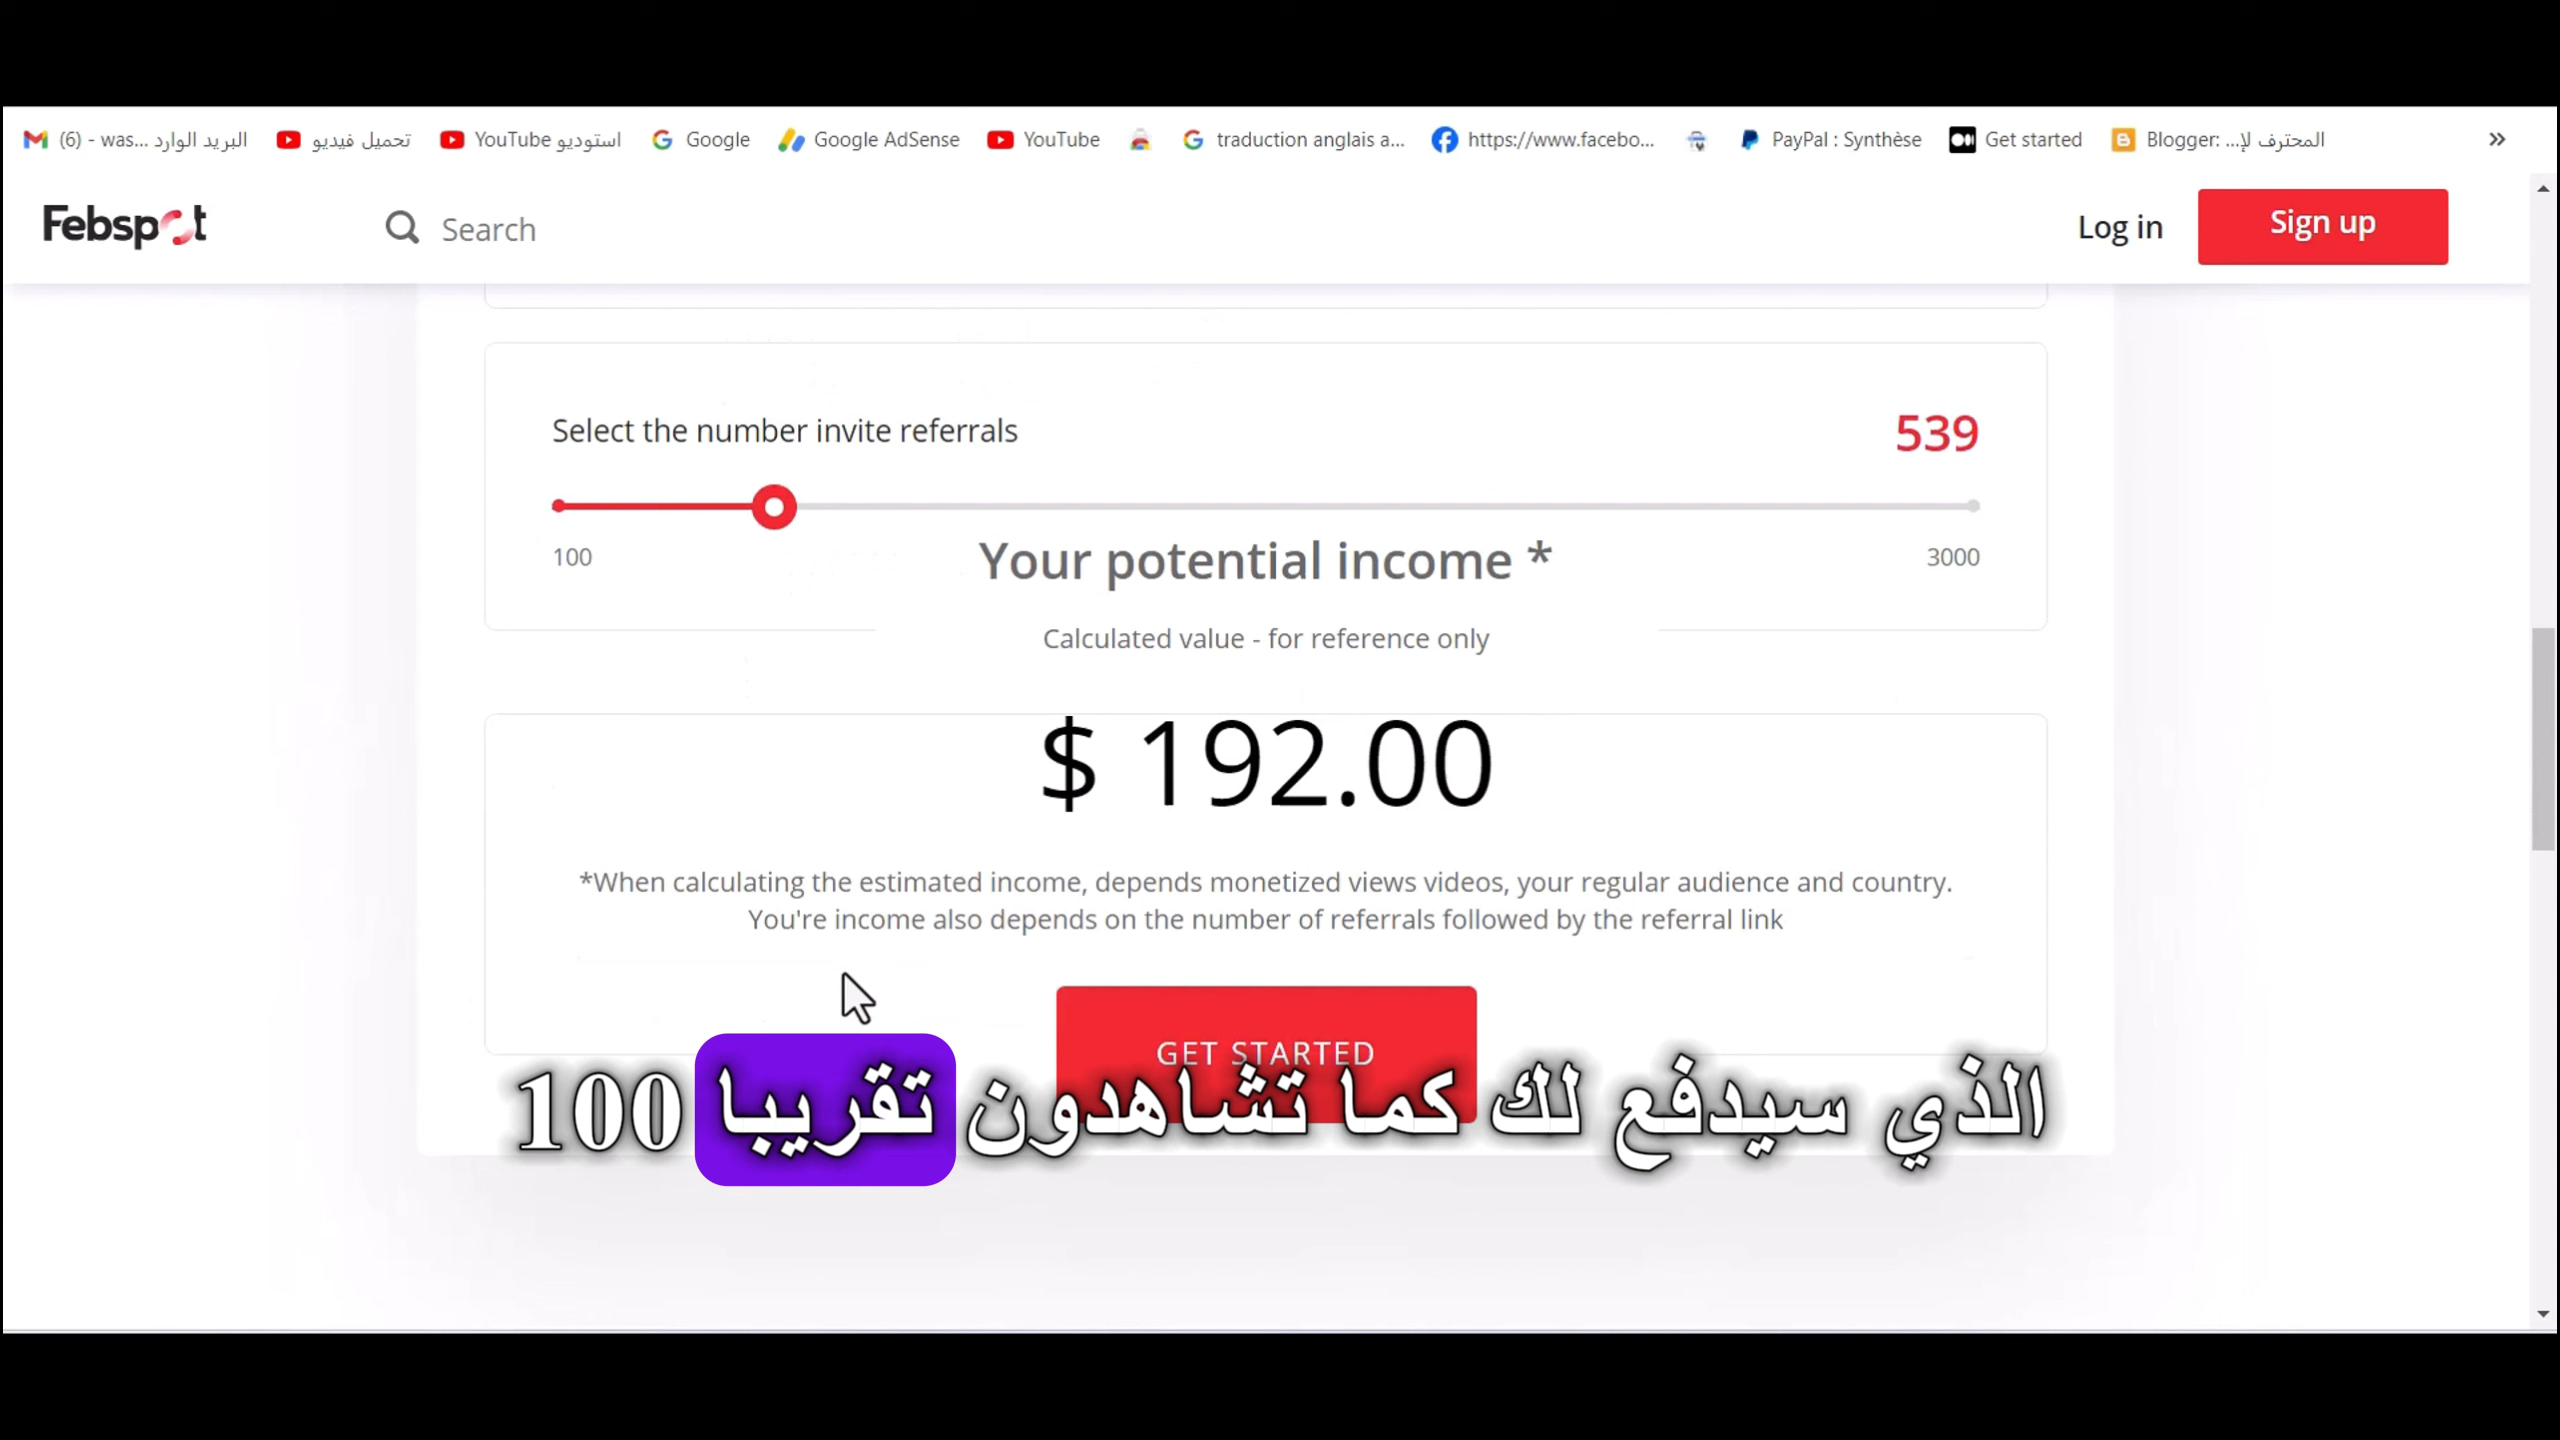 (6) - was... البريد الوارد تحميل فيديو YouTube استوديو Google Google AdSense YouTube traduction anglais a... https://www.facebo... PayPal : Synthèse Get started Blogger: ...المحترف لإ »
Febspot Search Log in Sign up
Select the number invite referrals 539
100 3000
Your potential income *
Calculated value - for reference only
$ 192.00
*When calculating the estimated income, depends monetized views videos, your regular audience and country.
You're income also depends on the number of referrals followed by the referral link
GET STARTED
الذي سيدفع لك كما تشاهدون تقريبا 100